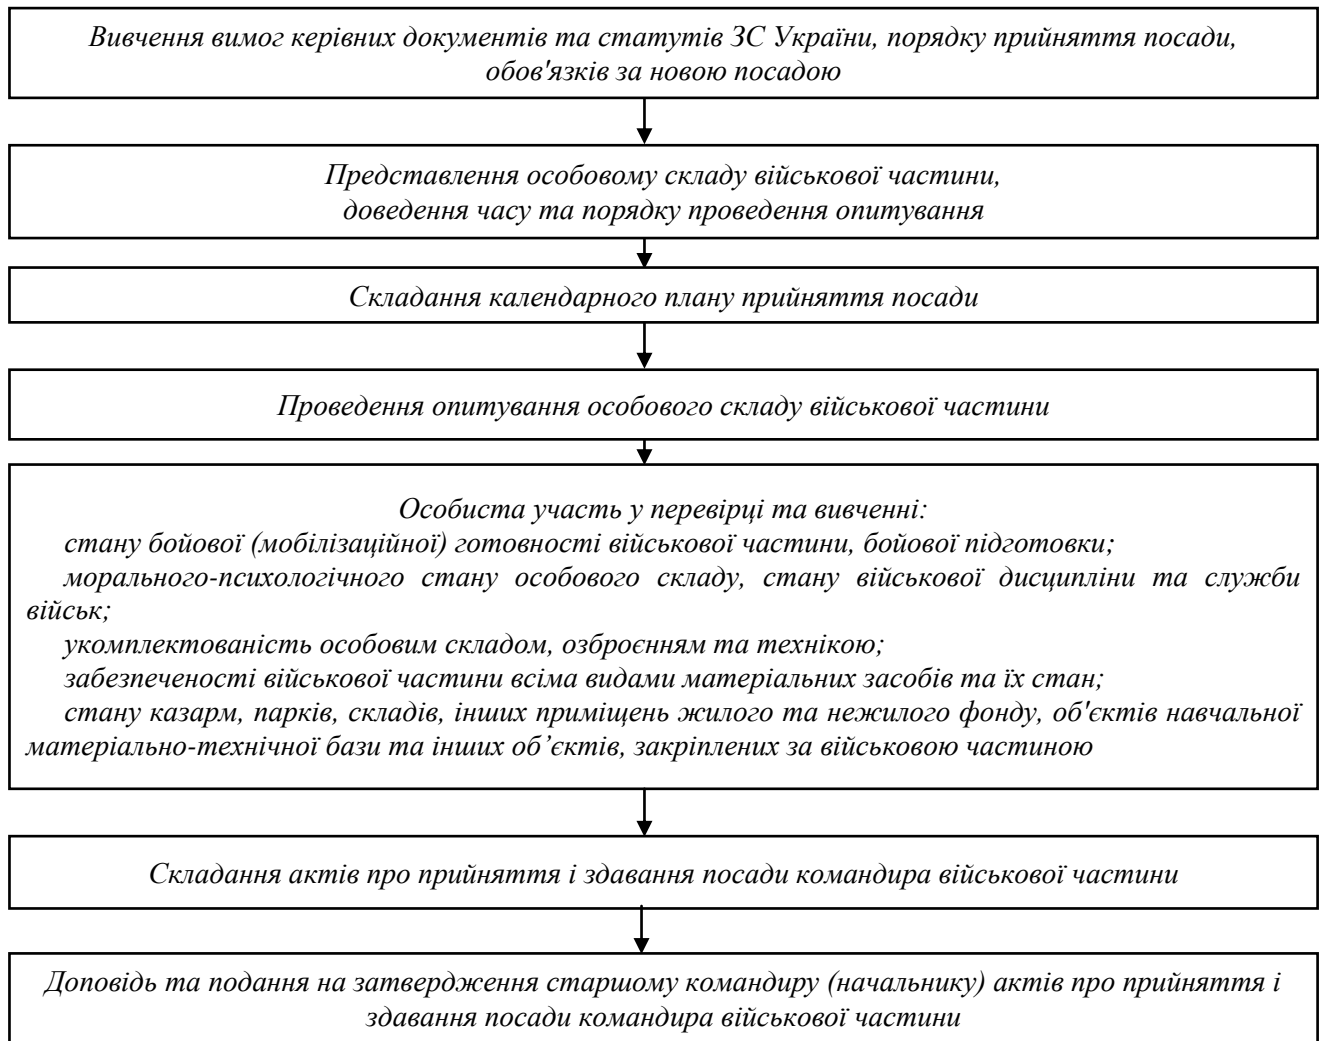 Вивчення вимог керівних документів та статутів ЗС України, порядку прийняття посади,
обов'язків за новою посадою
Представлення особовому складу військової частини,
доведення часу та порядку проведення опитування
Складання календарного плану прийняття посади
Проведення опитування особового складу військової частини
Особиста участь у перевірці та вивченні:
стану бойової (мобілізаційної) готовності військової частини, бойової підготовки;
морального-психологічного стану особового складу, стану військової дисципліни та служби
військ;
укомплектованість особовим складом, озброєнням та технікою;
забезпеченості військової частини всіма видами матеріальних засобів та їх стан;
стану казарм, парків, складів, інших приміщень жилого та нежилого фонду, об'єктів навчальної
матеріально-технічної бази та інших об’єктів, закріплених за військовою частиною
Складання актів про прийняття і здавання посади командира військової частини
Доповідь та подання на затвердження старшому командиру (начальнику) актів про прийняття і
здавання посади командира військової частини